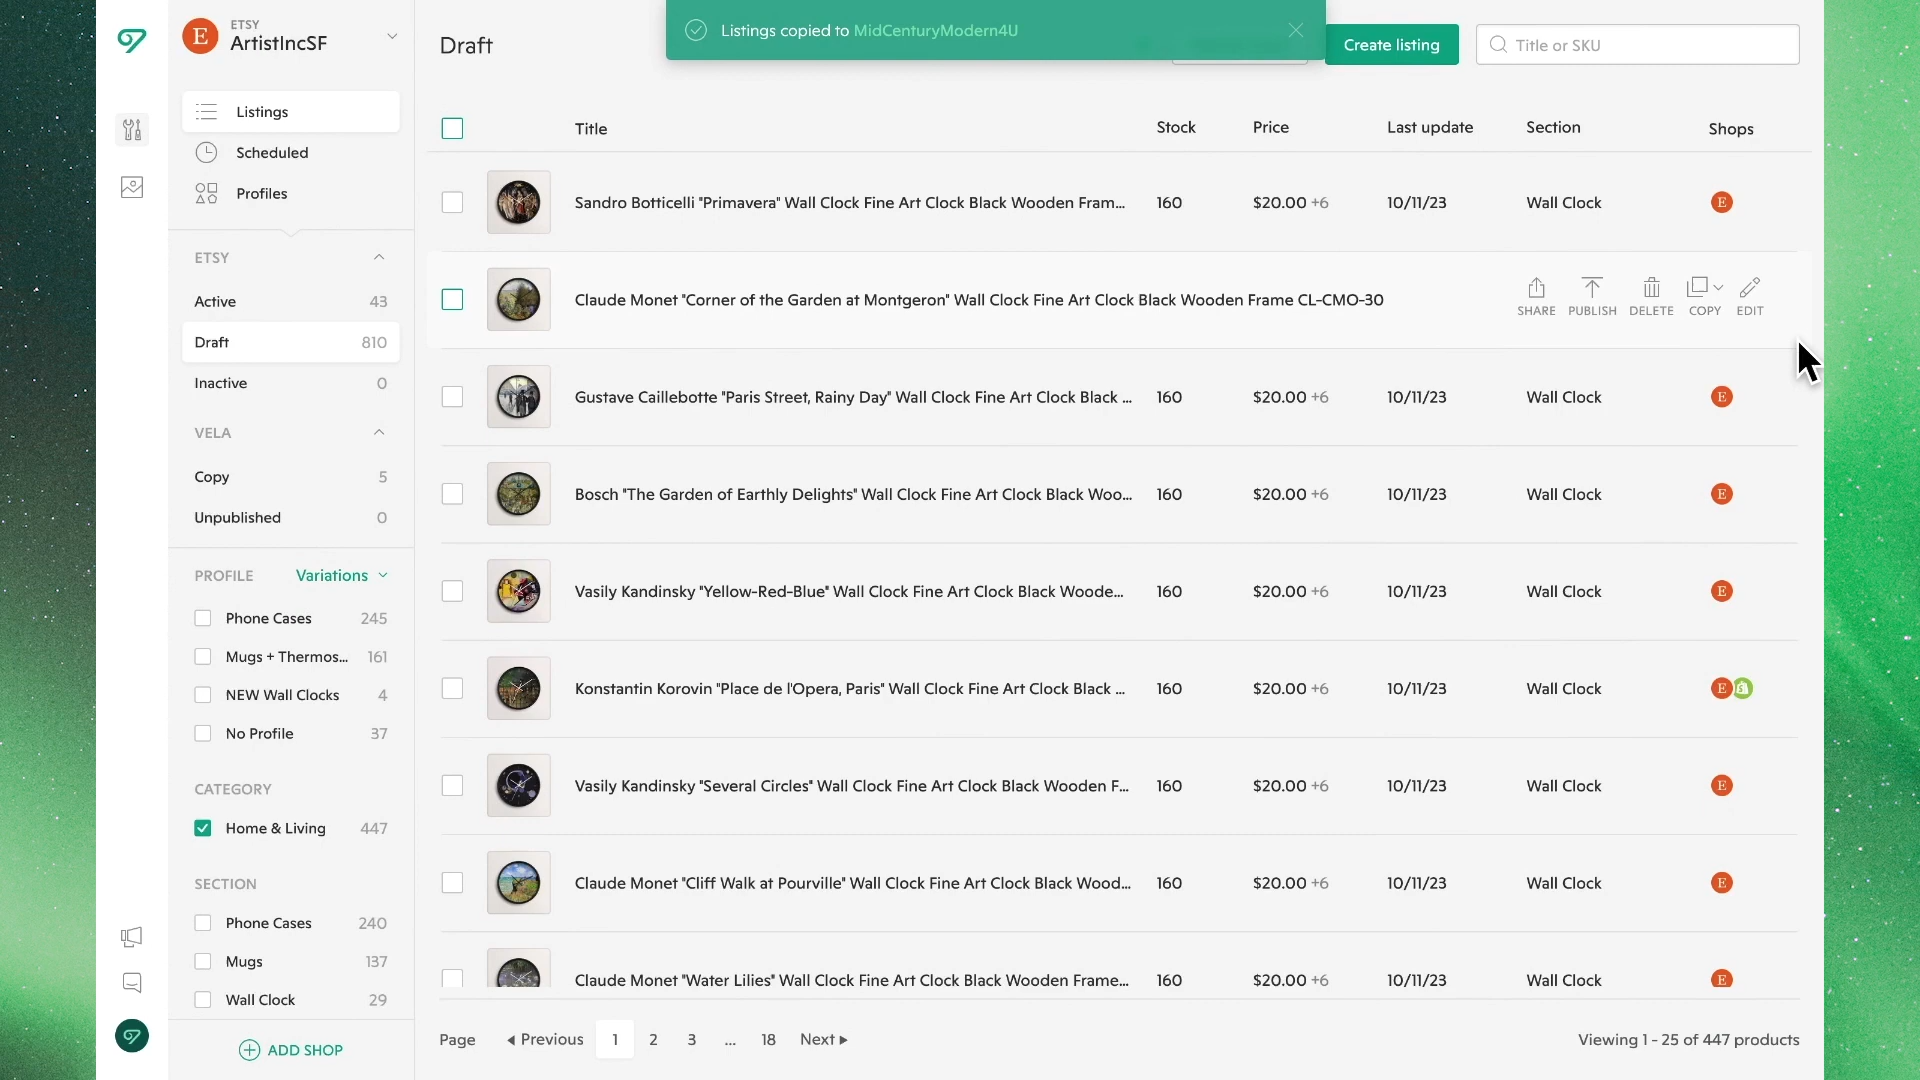 ETSY
ArtistIncSF
Listings
Scheduled
Profiles
ETSY
Active 43
Draft 810
Inactive 0
VELA
Copy 5
Unpublished 0
PROFILE Variations
Phone Cases 245
Mugs + Thermos... 161
NEW Wall Clocks 4
No Profile 37
CATEGORY
Home & Living 447
SECTION
Phone Cases 240
Mugs 137
Wall Clock 29
ADD SHOP
Draft
Listings copied to MidCenturyModern4U
Create listing
Title or SKU
Title Stock Price Last update Section Shops
Sandro Botticelli "Primavera" Wall Clock Fine Art Clock Black Wooden Fram... 160 $20.00 +6 10/11/23 Wall Clock E
Claude Monet "Corner of the Garden at Montgeron" Wall Clock Fine Art Clock Black Wooden Frame CL-CMO-30 SHARE PUBLISH DELETE COPY EDIT
Gustave Caillebotte "Paris Street, Rainy Day" Wall Clock Fine Art Clock Black ... 160 $20.00 +6 10/11/23 Wall Clock E
Bosch "The Garden of Earthly Delights" Wall Clock Fine Art Clock Black Woo... 160 $20.00 +6 10/11/23 Wall Clock E
Vasily Kandinsky "Yellow-Red-Blue" Wall Clock Fine Art Clock Black Woode... 160 $20.00 +6 10/11/23 Wall Clock E
Konstantin Korovin "Place de l'Opera, Paris" Wall Clock Fine Art Clock Black ... 160 $20.00 +6 10/11/23 Wall Clock E
Vasily Kandinsky "Several Circles" Wall Clock Fine Art Clock Black Wooden F... 160 $20.00 +6 10/11/23 Wall Clock E
Claude Monet "Cliff Walk at Pourville" Wall Clock Fine Art Clock Black Wood... 160 $20.00 +6 10/11/23 Wall Clock E
Claude Monet "Water Lilies" Wall Clock Fine Art Clock Black Wooden Frame... 160 $20.00 +6 10/11/23 Wall Clock E
Page Previous 1 2 3 ... 18 Next Viewing 1 - 25 of 447 products